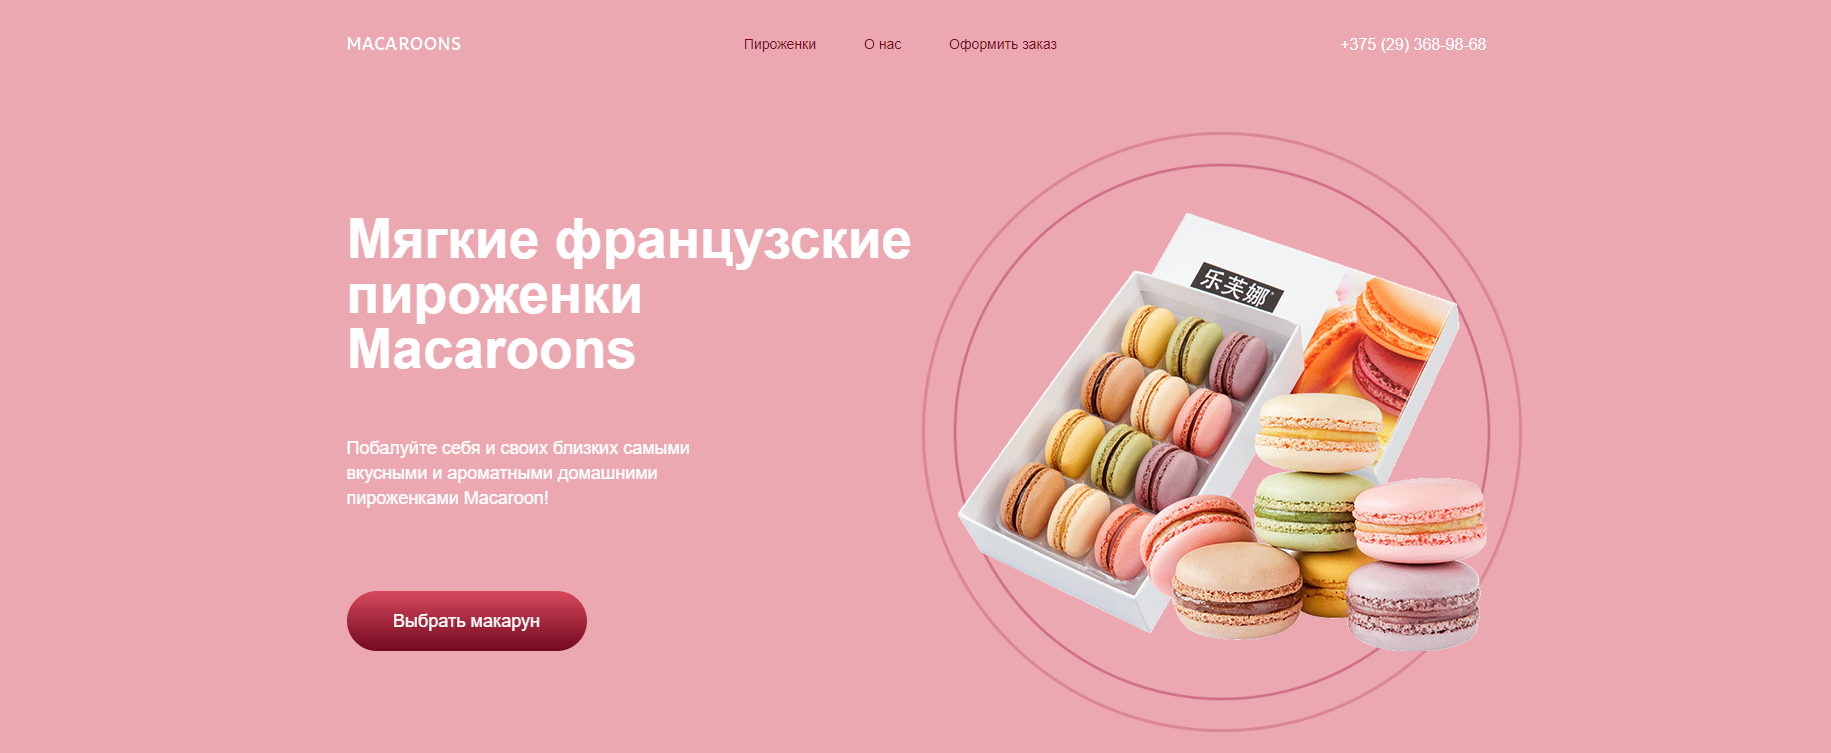 MACAROONS
Пироженки
О нас
Оформить заказ
+375 (29) 368-98-68
Мягкие французские
пироженки
Macaroons
乐芙娜
Побалуйте себя и своих близких самыми
вкусными и ароматными домашними
пироженками Macaroon!
Выбрать макарун